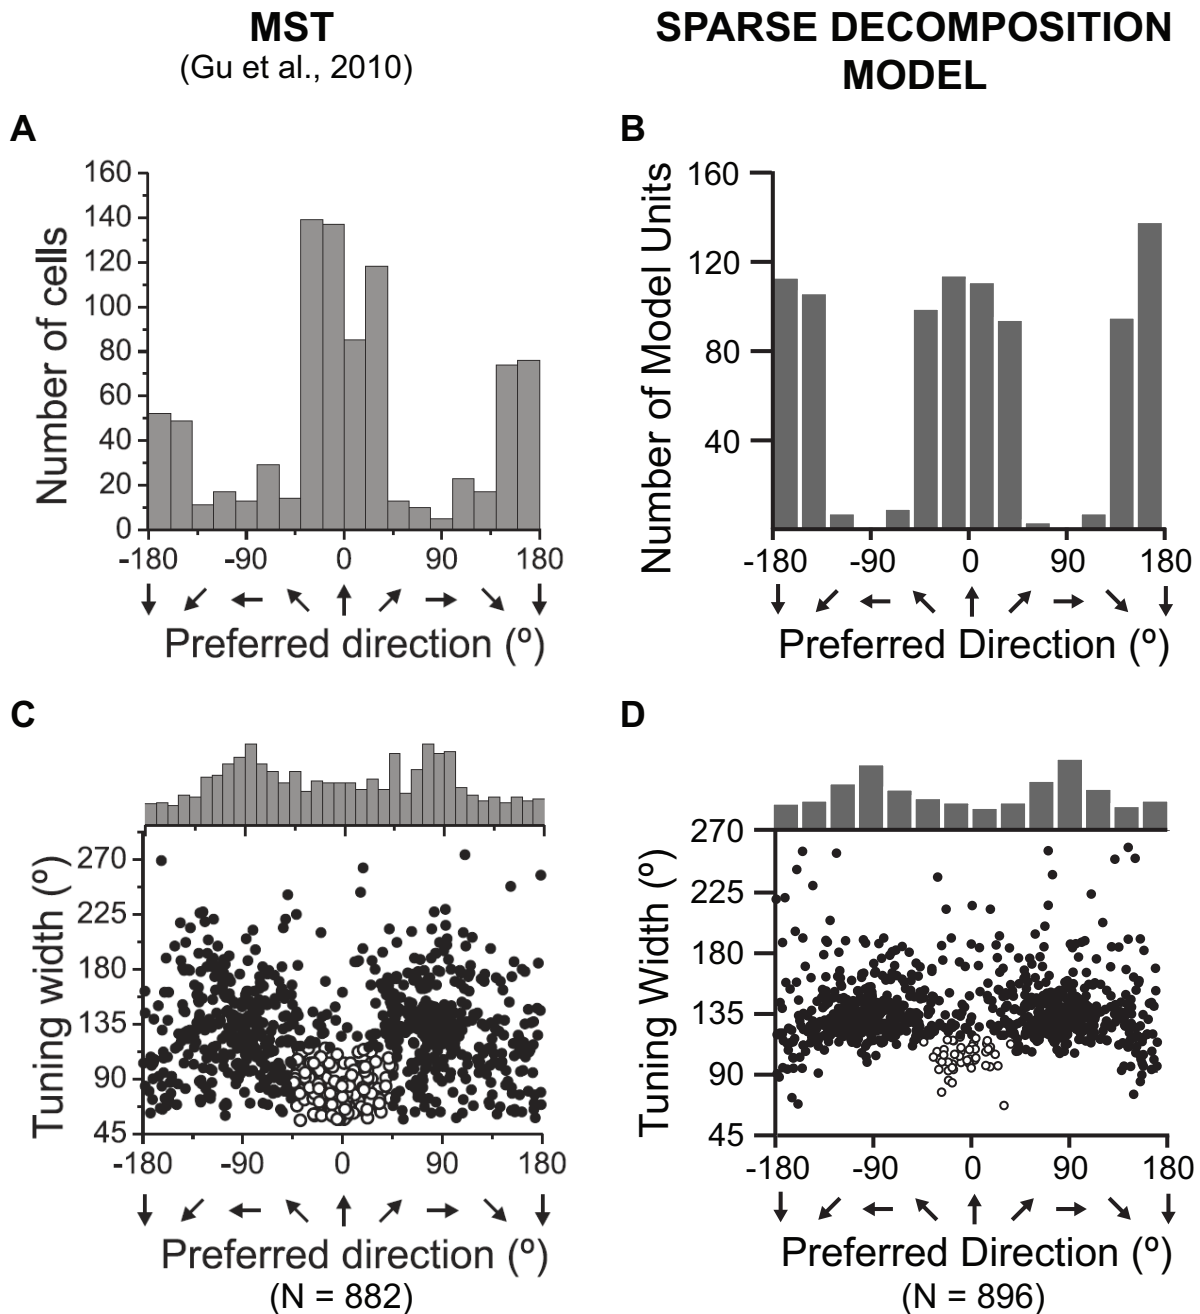 MST
(Gu et al., 2010)
SPARSE DECOMPOSITION
MODEL
A
160
140
120
100
80
60
40
20
0
Number of cells
-180 -90 0 90 180
Preferred direction (º)
B
160
120
80
40
Number of Model Units
-180 -90 0 90 180
Preferred Direction (º)
C
270
225
180
135
90
45
Tuning width (º)
-180 -90 0 90 180
Preferred direction (º)
(N = 882)
D
270
225
180
135
90
45
Tuning Width (º)
-180 -90 0 90 180
Preferred Direction (º)
(N = 896)